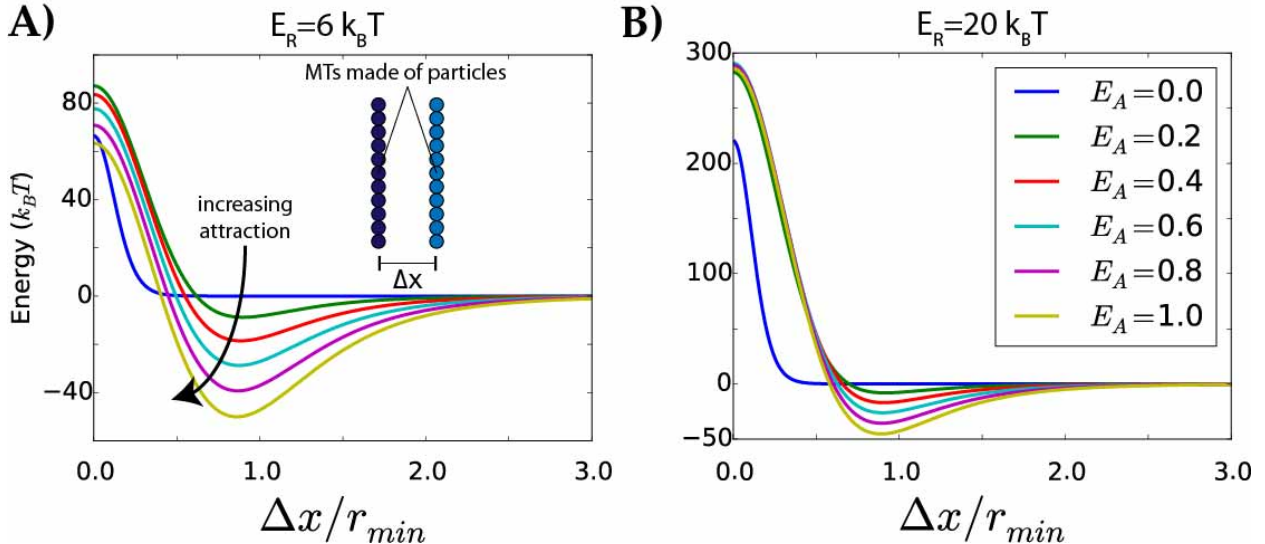 A)
E_R=6 k_BT
MTs made of particles
increasing
attraction
Δx
80
40
0
−40
Energy (k_BT)
0.0 1.0 2.0 3.0
Δx/r_min
B)
E_R=20 k_BT
300
250
200
150
100
50
0
−50
E_A=0.0
E_A=0.2
E_A=0.4
E_A=0.6
E_A=0.8
E_A=1.0
0.0 1.0 2.0 3.0
Δx/r_min